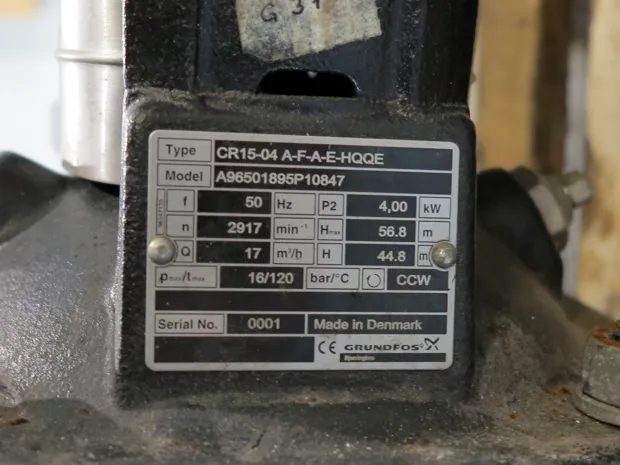 G 31
Type CR15-04 A-F-A-E-HQQE
Model A96501895P10847
f 50 Hz P2 4,00 kW
n 2917 min⁻¹ Hmax 56.8 m
Q 17 m³/h H 44.8 m
pmax/tmax 16/120 bar/°C CCW
Serial No. 0001 Made in Denmark
CE GRUNDFOS